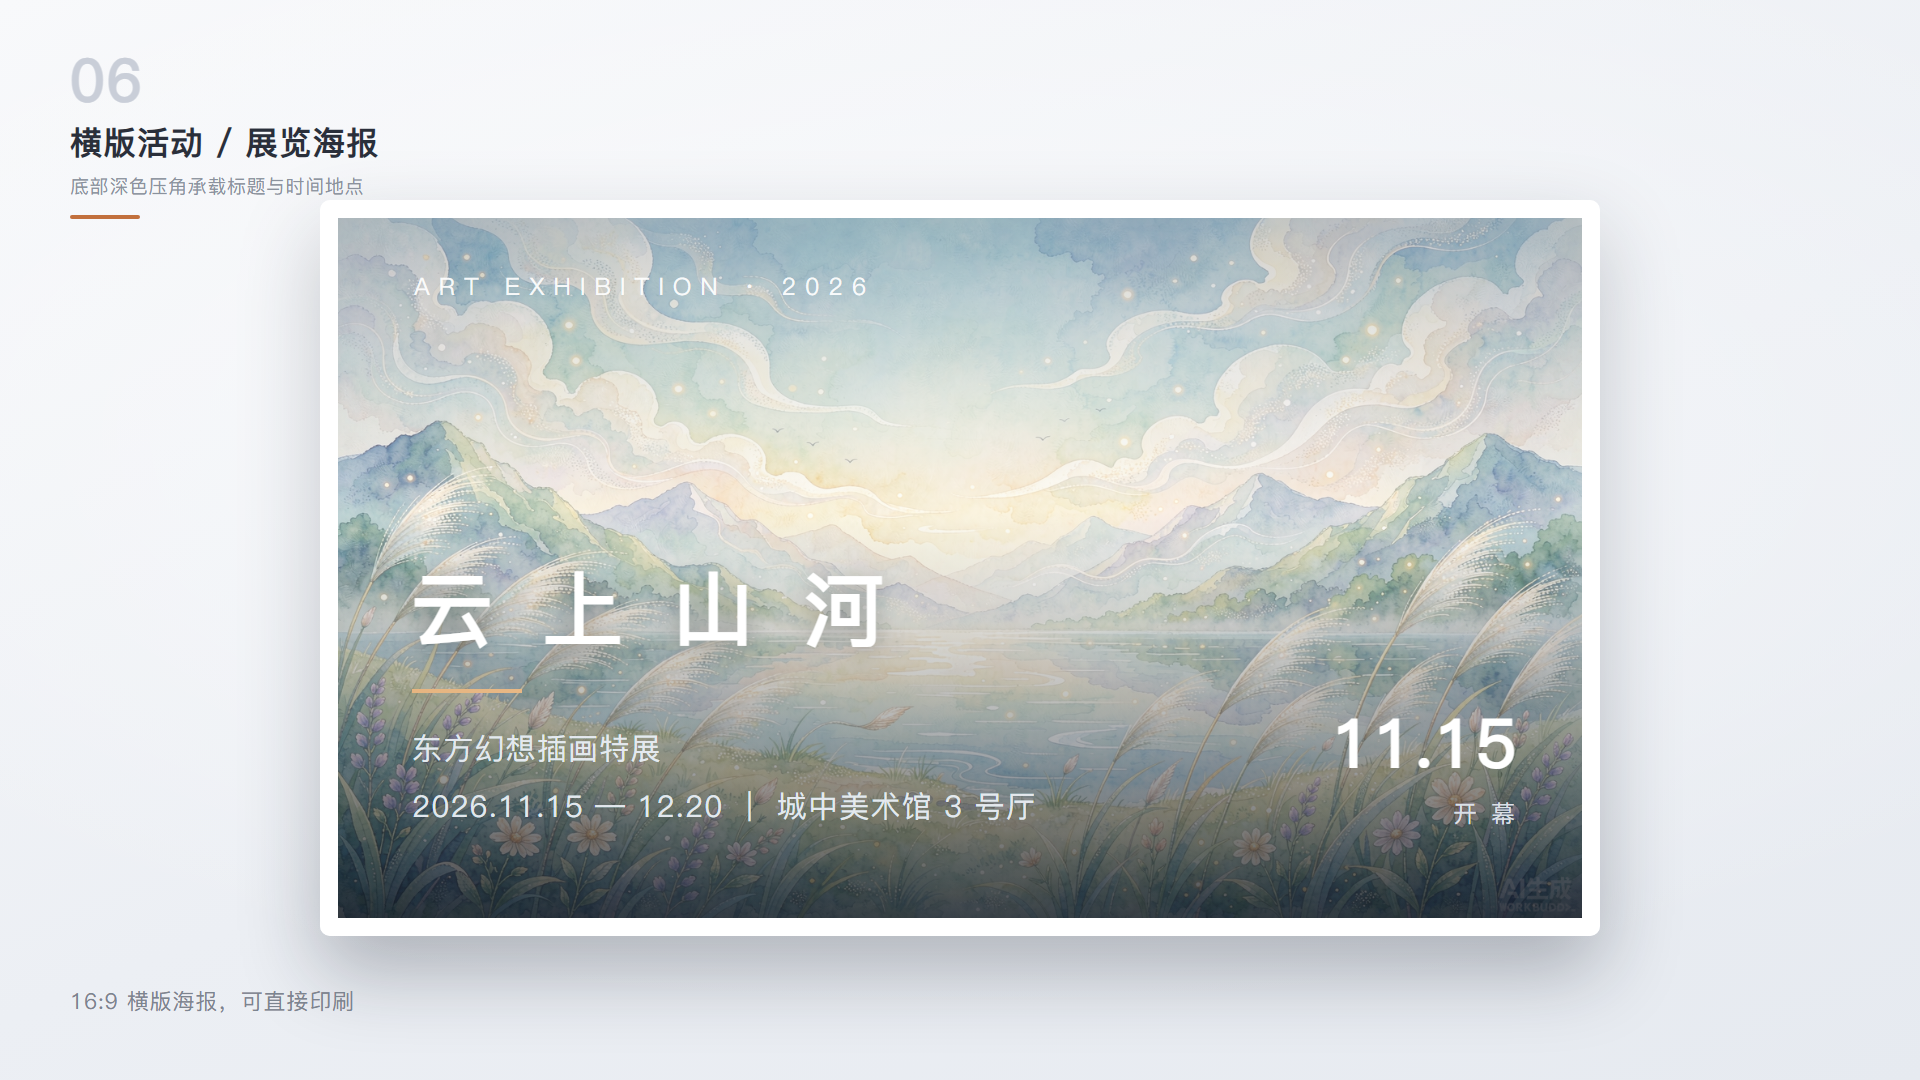 06
横版活动 / 展览海报
底部深色压角承载标题与时间地点
ART EXHIBITION · 2026
云上山河
东方幻想插画特展
2026.11.15 — 12.20 | 城中美术馆 3 号厅
11.15
开幕
AI生成
16:9 横版海报，可直接印刷